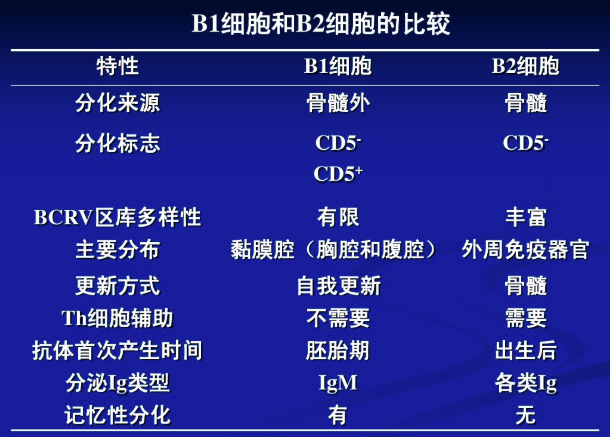 B1细胞和B2细胞的比较
特性 B1细胞 B2细胞
分化来源 骨髓外 骨髓
分化标志 CD5- CD5-
CD5+
BCRV区库多样性 有限 丰富
主要分布 黏膜腔（胸腔和腹腔） 外周免疫器官
更新方式 自我更新 骨髓
Th细胞辅助 不需要 需要
抗体首次产生时间 胚胎期 出生后
分泌Ig类型 IgM 各类Ig
记忆性分化 有 无